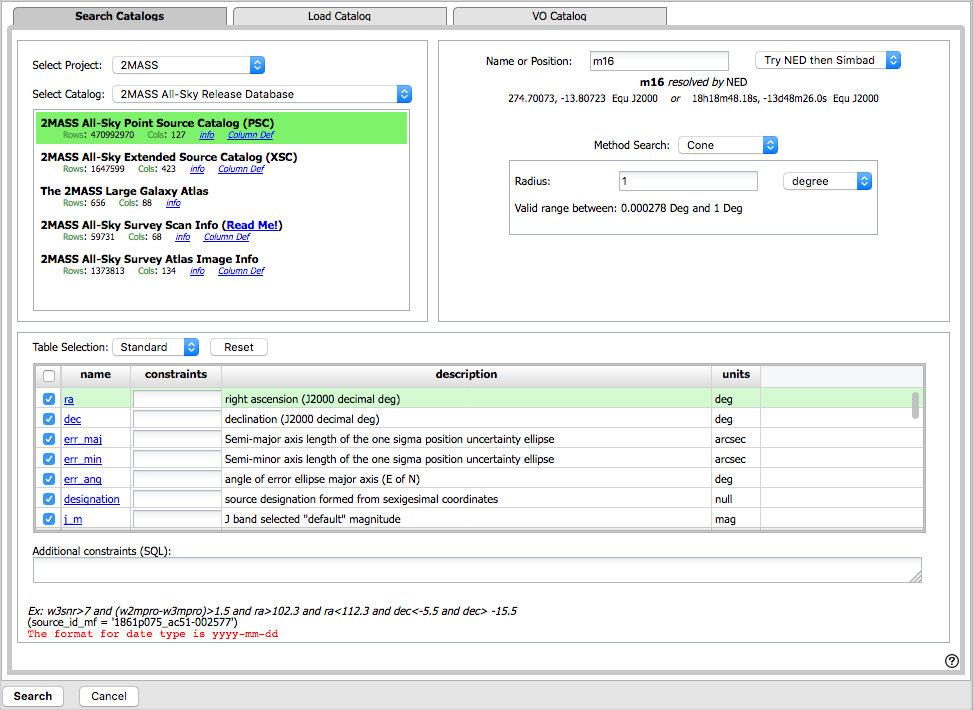 Search Catalogs
Load Catalog
VO Catalog
Select Project: 2MASS
Select Catalog: 2MASS All-Sky Release Database
2MASS All-Sky Point Source Catalog (PSC)
Rows: 470992970 Cols: 127 info Column Def
2MASS All-Sky Extended Source Catalog (XSC)
Rows: 1647599 Cols: 423 info Column Def
The 2MASS Large Galaxy Atlas
Rows: 656 Cols: 88 info
2MASS All-Sky Survey Scan Info (Read Me!)
Rows: 59731 Cols: 68 info Column Def
2MASS All-Sky Survey Atlas Image Info
Rows: 1373813 Cols: 134 info Column Def
Name or Position: m16 Try NED then Simbad
m16 resolved by NED
274.70073, -13.80723 Equ J2000 or 18h18m48.18s, -13d48m26.0s Equ J2000
Method Search: Cone
Radius: 1 degree
Valid range between: 0.000278 Deg and 1 Deg
Table Selection: Standard Reset
name constraints description units
ra right ascension (J2000 decimal deg) deg
dec declination (J2000 decimal deg) deg
err_maj Semi-major axis length of the one sigma position uncertainty ellipse arcsec
err_min Semi-minor axis length of the one sigma position uncertainty ellipse arcsec
err_ang angle of error ellipse major axis (E of N) deg
designation source designation formed from sexigesimal coordinates null
j_m J band selected "default" magnitude mag
Additional constraints (SQL):
Ex: w3snr>7 and (w2mpro-w3mpro)>1.5 and ra>102.3 and ra<112.3 and dec<-5.5 and dec> -15.5
(source_id_mf = '1861p075_ac51-002577')
The format for date type is yyyy-mm-dd
?
Search Cancel